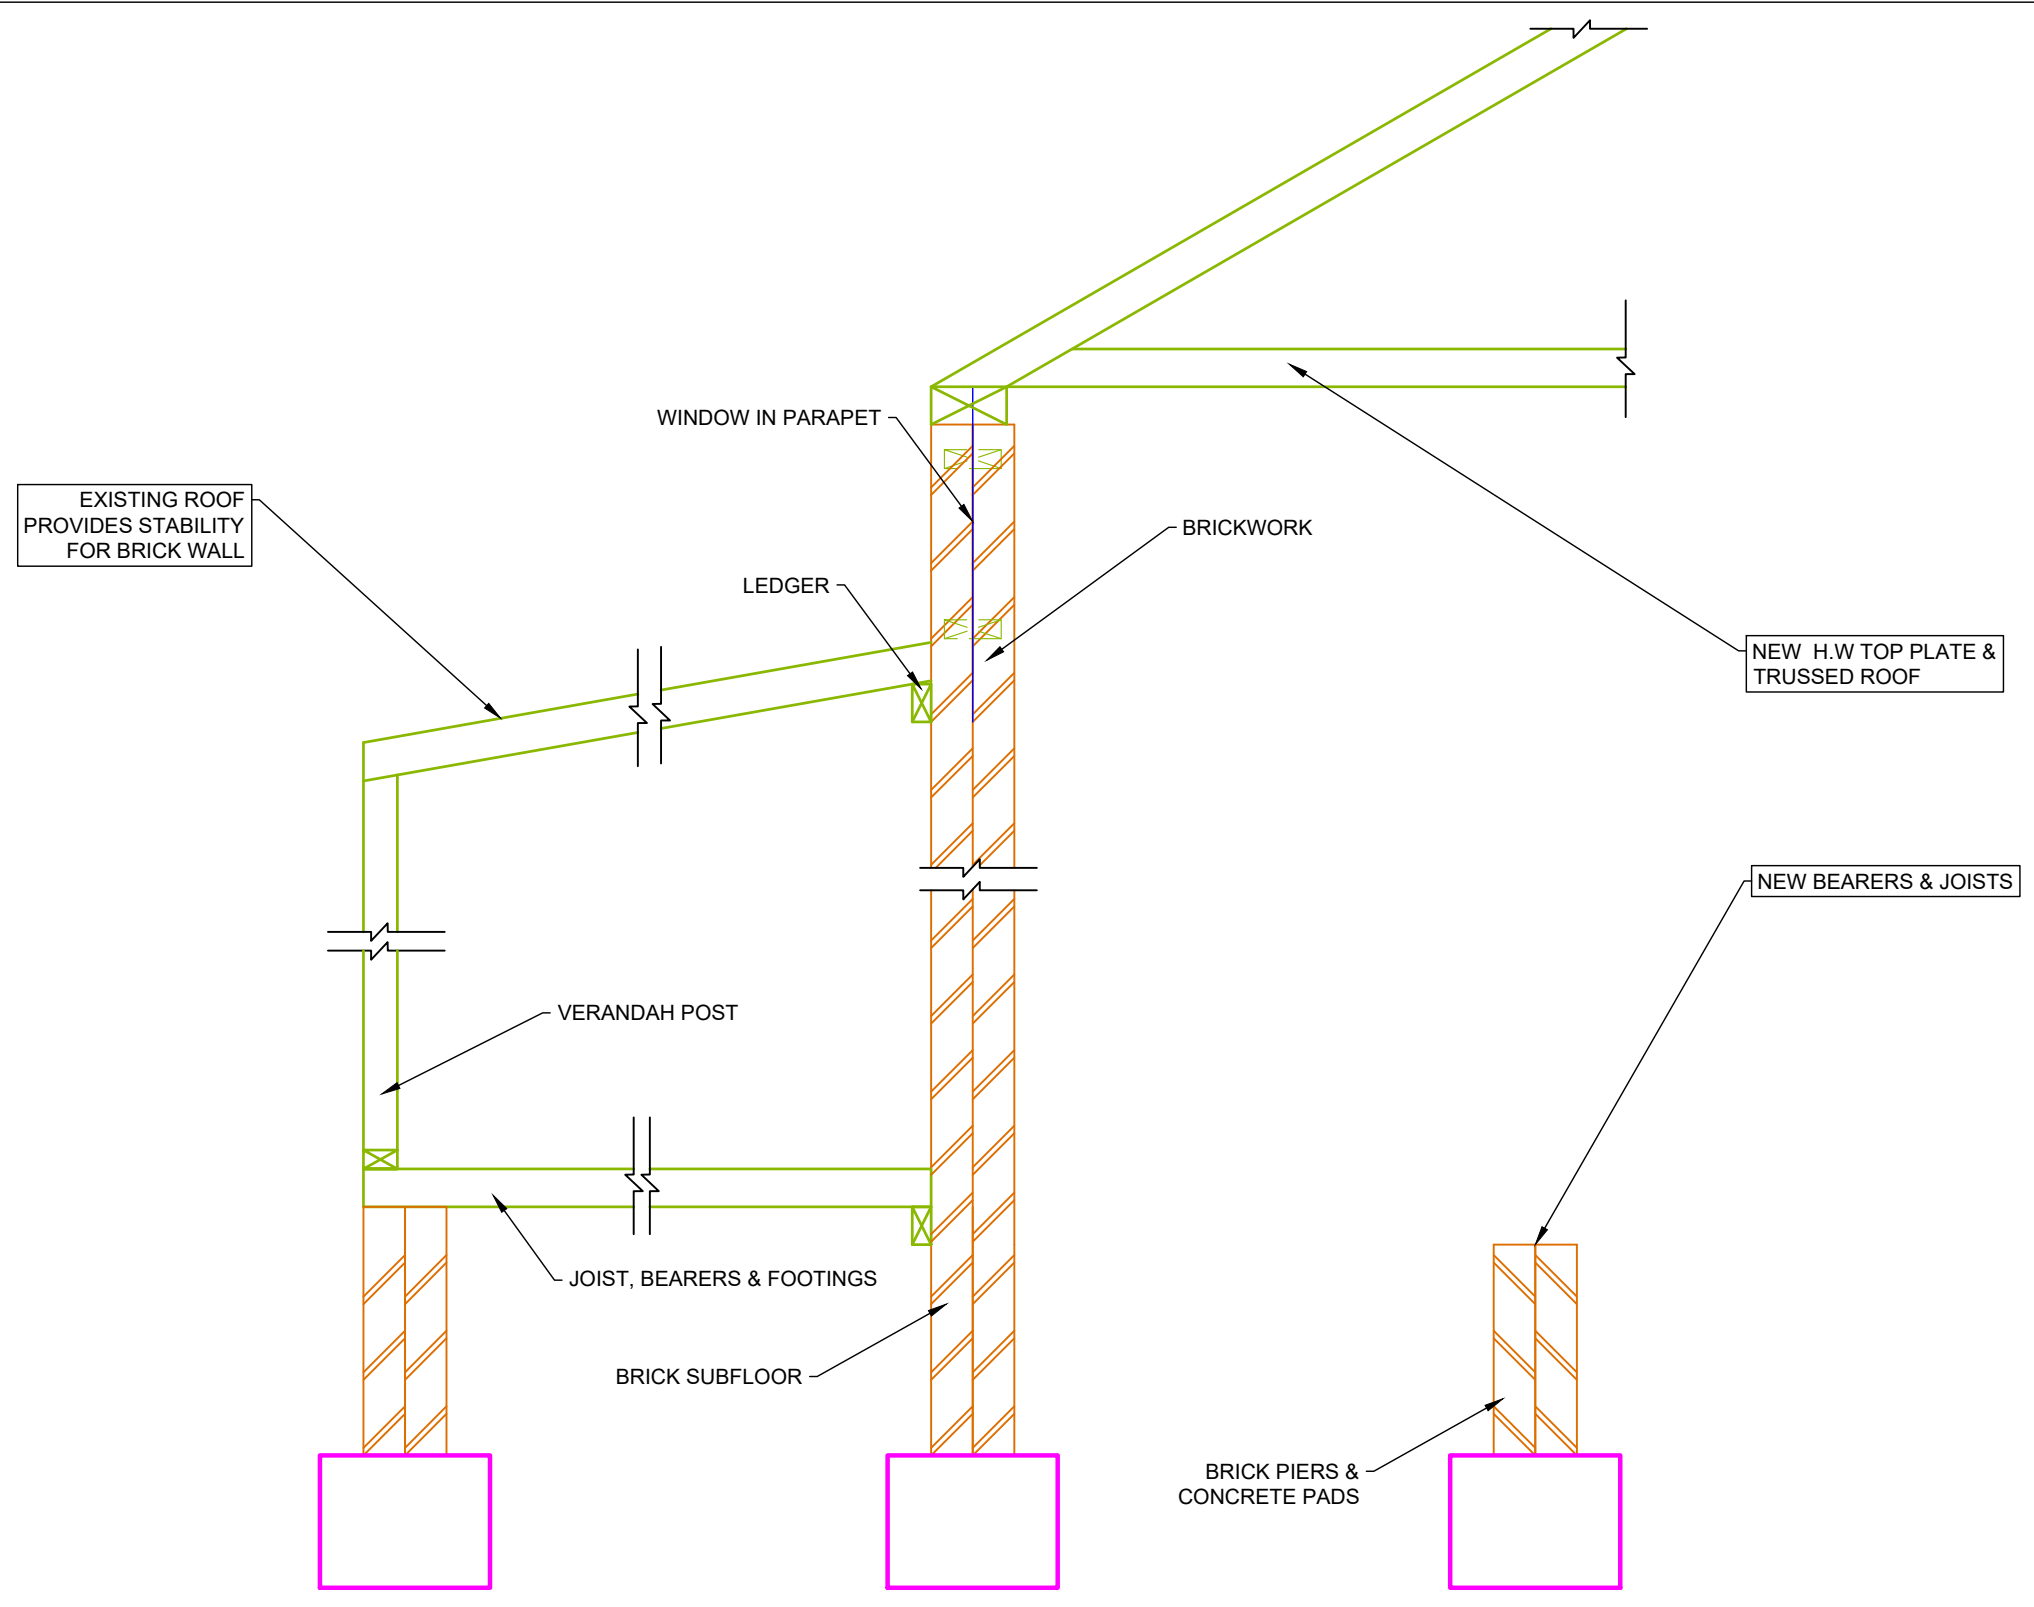 WINDOW IN PARAPET
EXISTING ROOF
PROVIDES STABILITY
FOR BRICK WALL
BRICKWORK
LEDGER
NEW H.W TOP PLATE &
TRUSSED ROOF
NEW BEARERS & JOISTS
VERANDAH POST
JOIST, BEARERS & FOOTINGS
BRICK SUBFLOOR
BRICK PIERS &
CONCRETE PADS